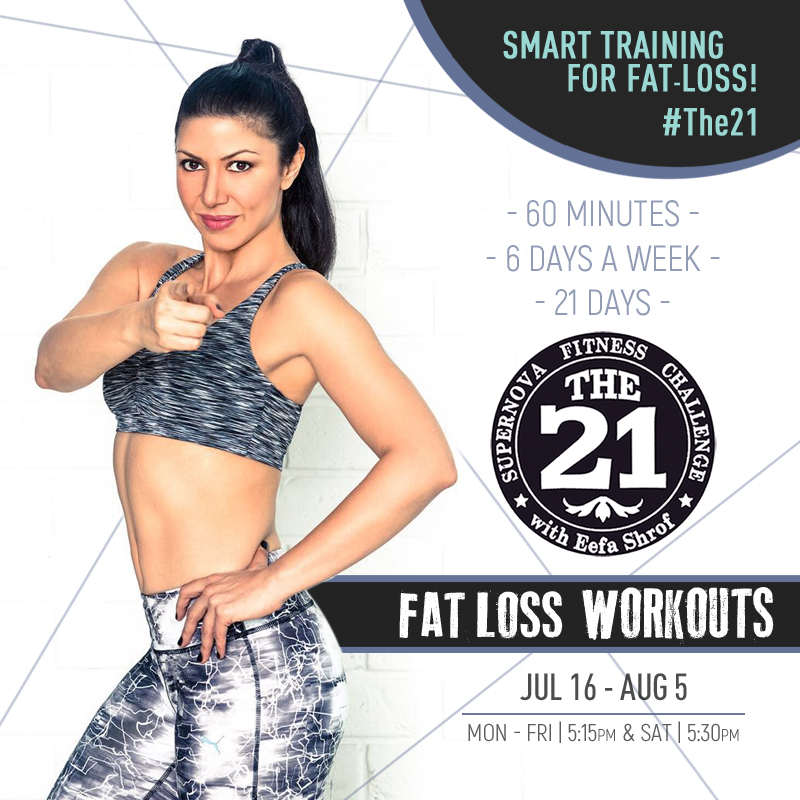 SMART TRAINING
FOR FAT-LOSS!
#The21
- 60 MINUTES -
- 6 DAYS A WEEK -
- 21 DAYS -
SUPERNOVA FITNESS CHALLENGE
THE
21
with Eefa Shrof
FAT LOSS WORKOUTS
JUL 16 - AUG 5
MON - FRI | 5:15PM & SAT | 5:30PM